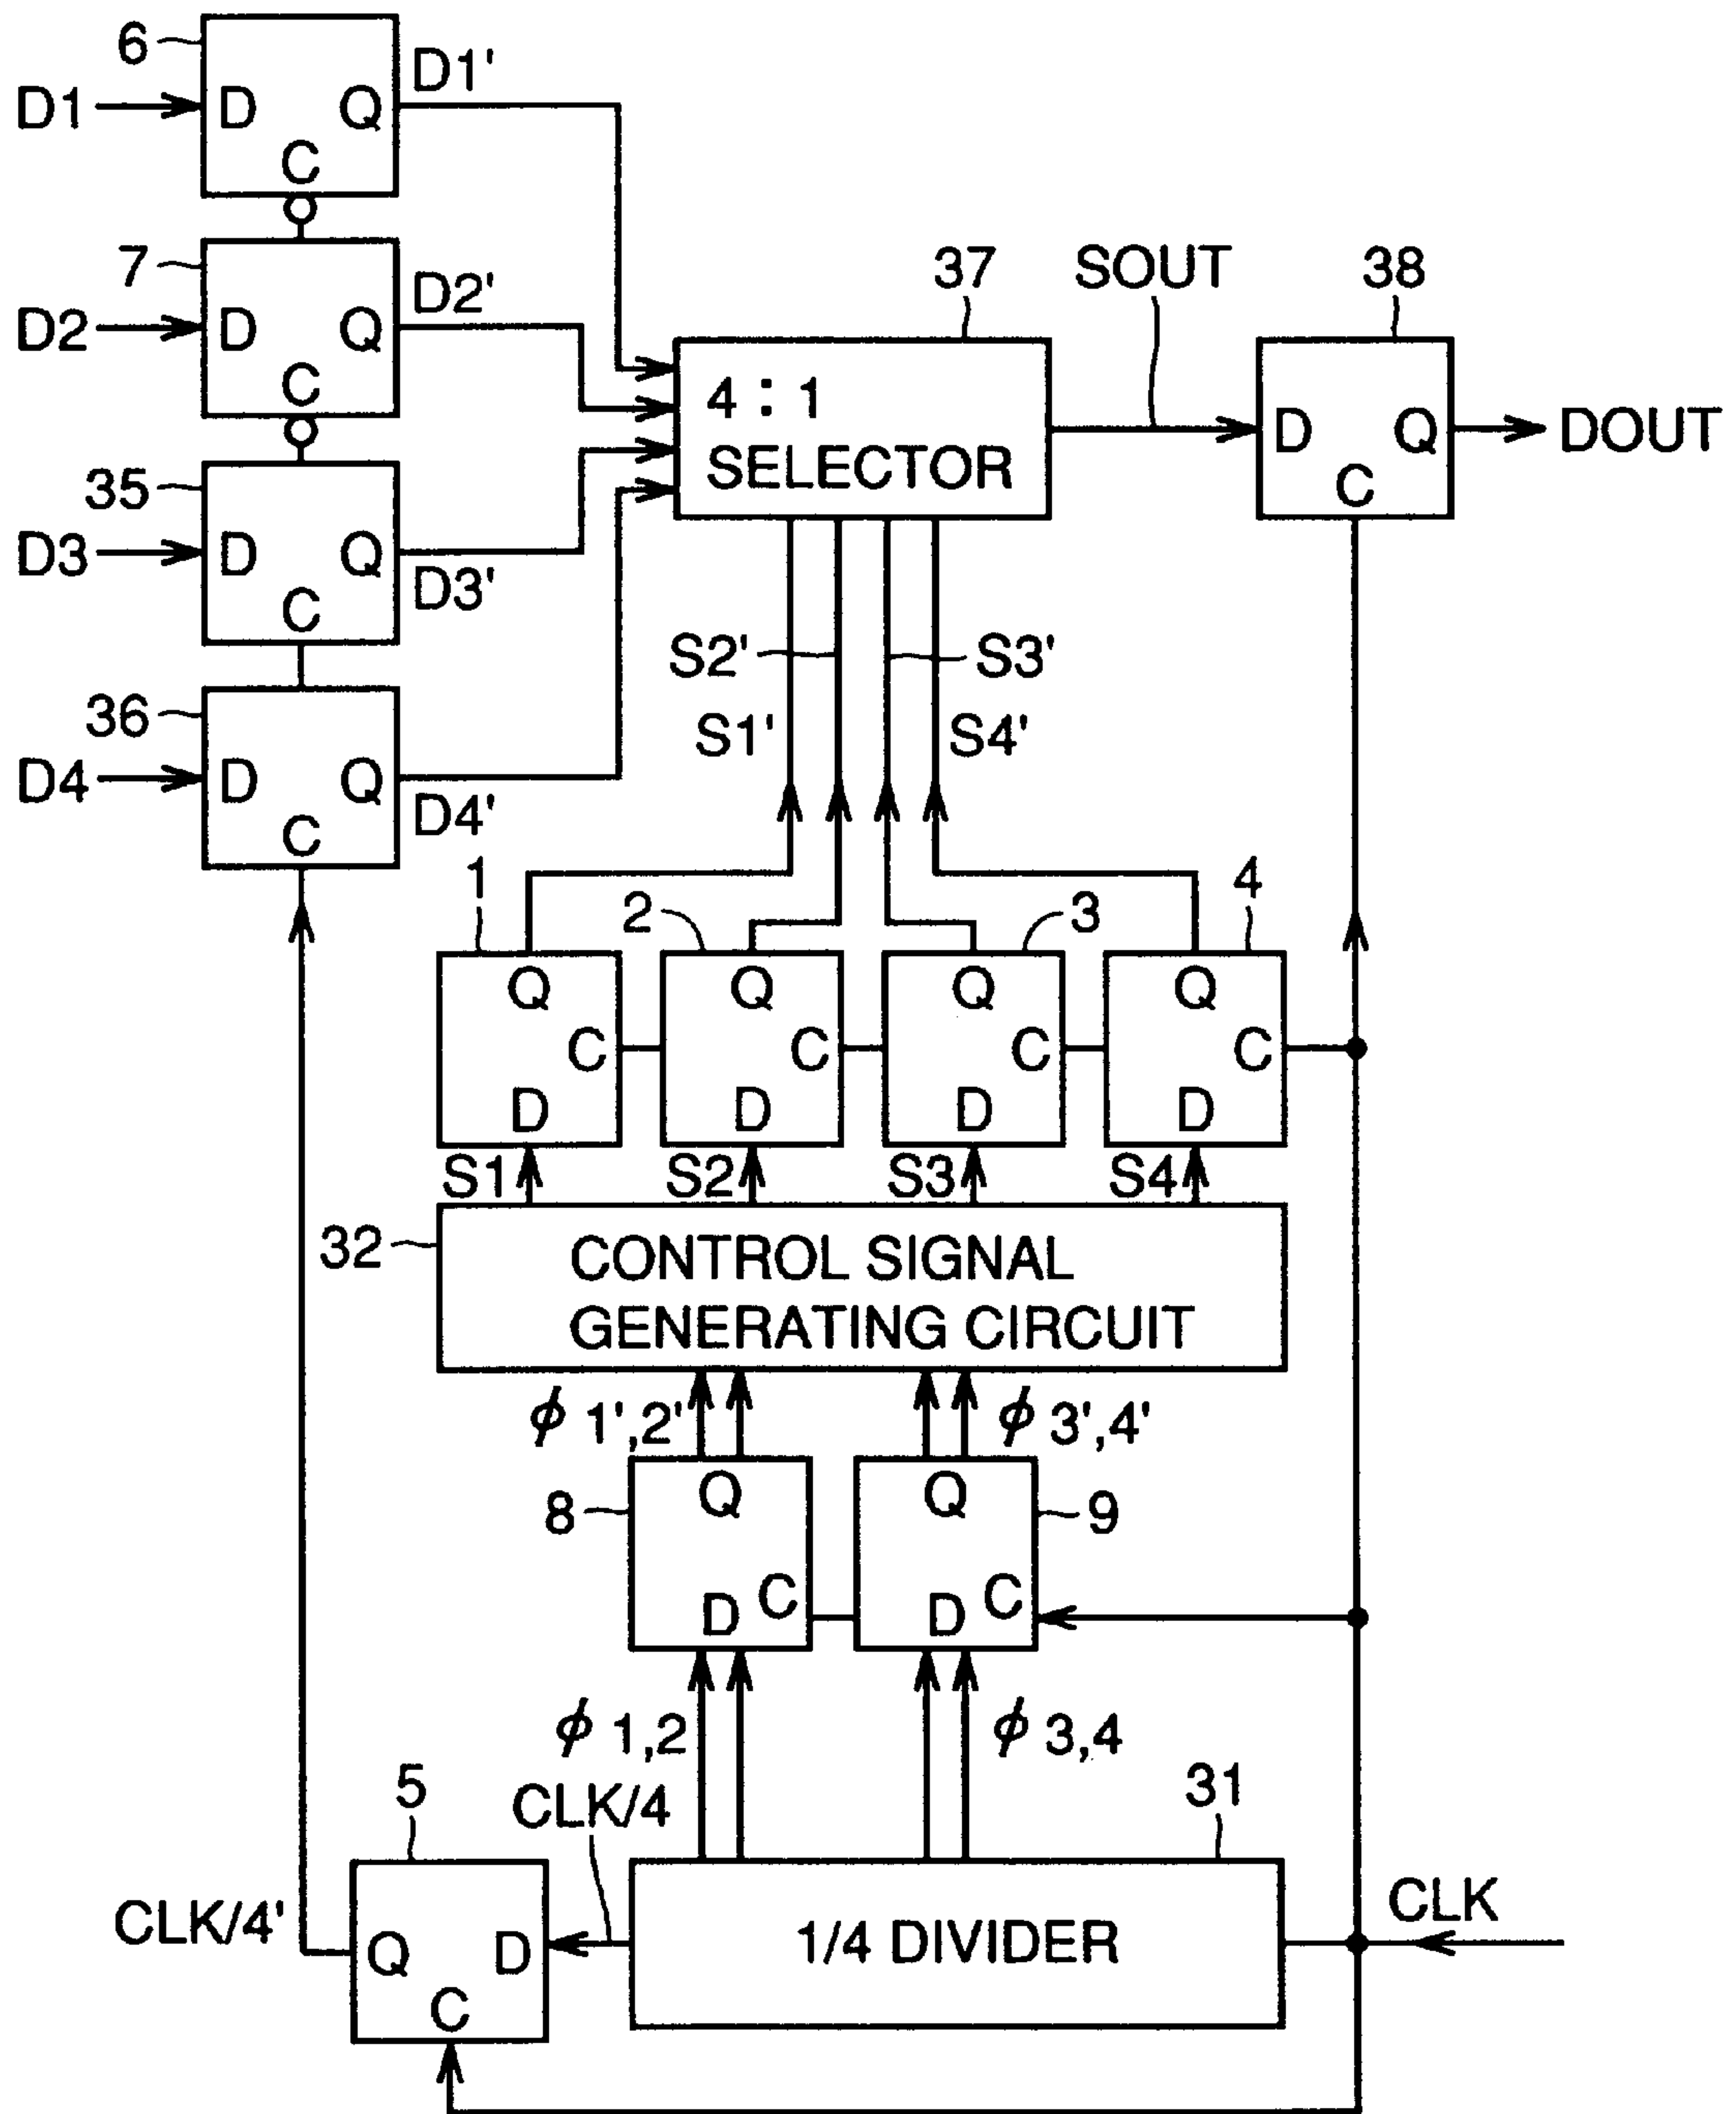 6
D1'
D1
D
Q
C
7
D2'
D2
D
Q
C
37
SOUT
38
4 : 1
SELECTOR
D
Q
C
DOUT
35
D3
D
Q
C
D3'
S2'
S3'
36
S1'
S4'
D4
D
Q
C
D4'
1
2
3
4
Q
C
D
Q
C
D
Q
C
D
Q
C
D
S1
S2
S3
S4
32
CONTROL SIGNAL
GENERATING CIRCUIT
ϕ 1',2'
ϕ 3',4'
8
Q
C
D
Q
C
D
9
ϕ 1,2
ϕ 3,4
5
CLK/4
31
CLK/4'
Q
D
C
1/4 DIVIDER
CLK